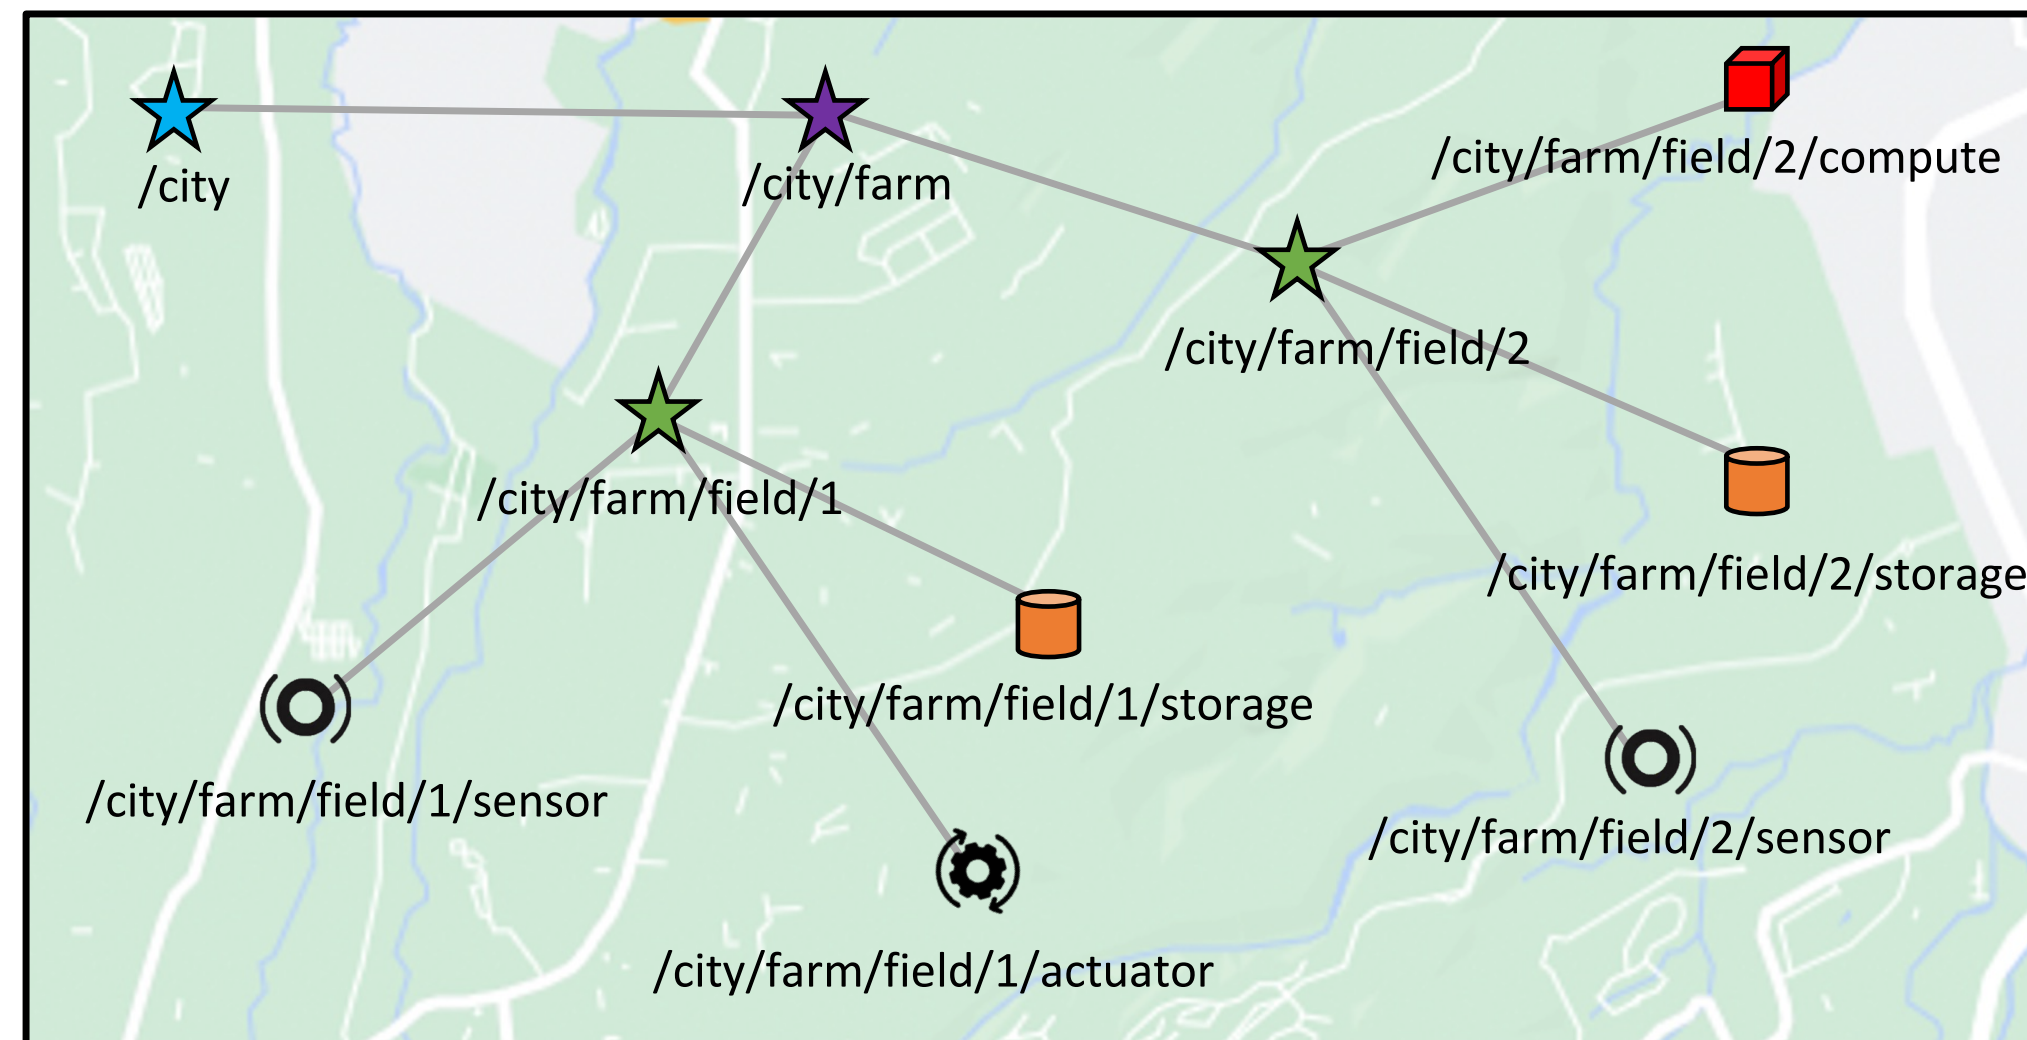 /city
/city/farm
/city/farm/field/2/compute
/city/farm/field/2
/city/farm/field/1
/city/farm/field/2/storage
/city/farm/field/1/storage
/city/farm/field/1/sensor
/city/farm/field/2/sensor
/city/farm/field/1/actuator